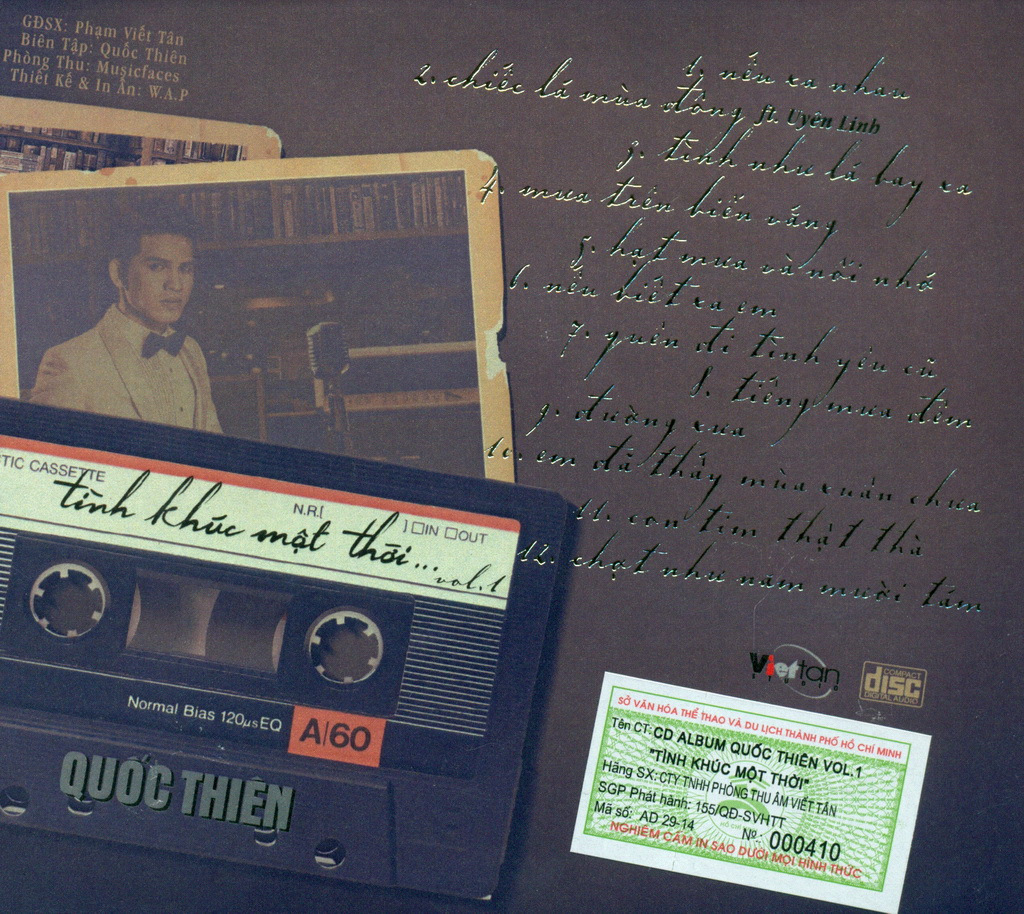 GĐSX: Phạm Viết Tân
Biên Tập: Quốc Thiên
Phòng Thu: Musicfaces
Thiết Kế & In Ấn: W.A.P
1. nếu xa nhau
2. chiếc lá mùa đông ft. Uyên Linh
3. tình như lá bay xa
4. mưa trên biển vắng
5. hạt mưa và nỗi nhớ
6. nếu biết xa em
7. quên đi tình yêu cũ
8. tiếng mưa đêm
9. đường xưa
10. em đã thấy mùa xuân chưa
11. con tim thật thà
12. chợt như năm mười tám
TIC CASSETTE
N.R.[ ] □IN □OUT
tình khúc một thời...
vol.1
Normal Bias 120µs EQ
A/60
QUỐC THIÊN
Viettan
STUDIO
COMPACT
disc
DIGITAL AUDIO
SỞ VĂN HÓA THỂ THAO VÀ DU LỊCH THÀNH PHỐ HỒ CHÍ MINH
Tên CT: CD ALBUM QUỐC THIÊN VOL.1
"TÌNH KHÚC MỘT THỜI"
Hãng SX: CTY TNHH PHÒNG THU ÂM VIẾT TÂN
SGP Phát hành: 155/QĐ-SVHTT
Mã số: AD 29-14
Nº 000410
NGHIÊM CẤM IN SAO DƯỚI MỌI HÌNH THỨC